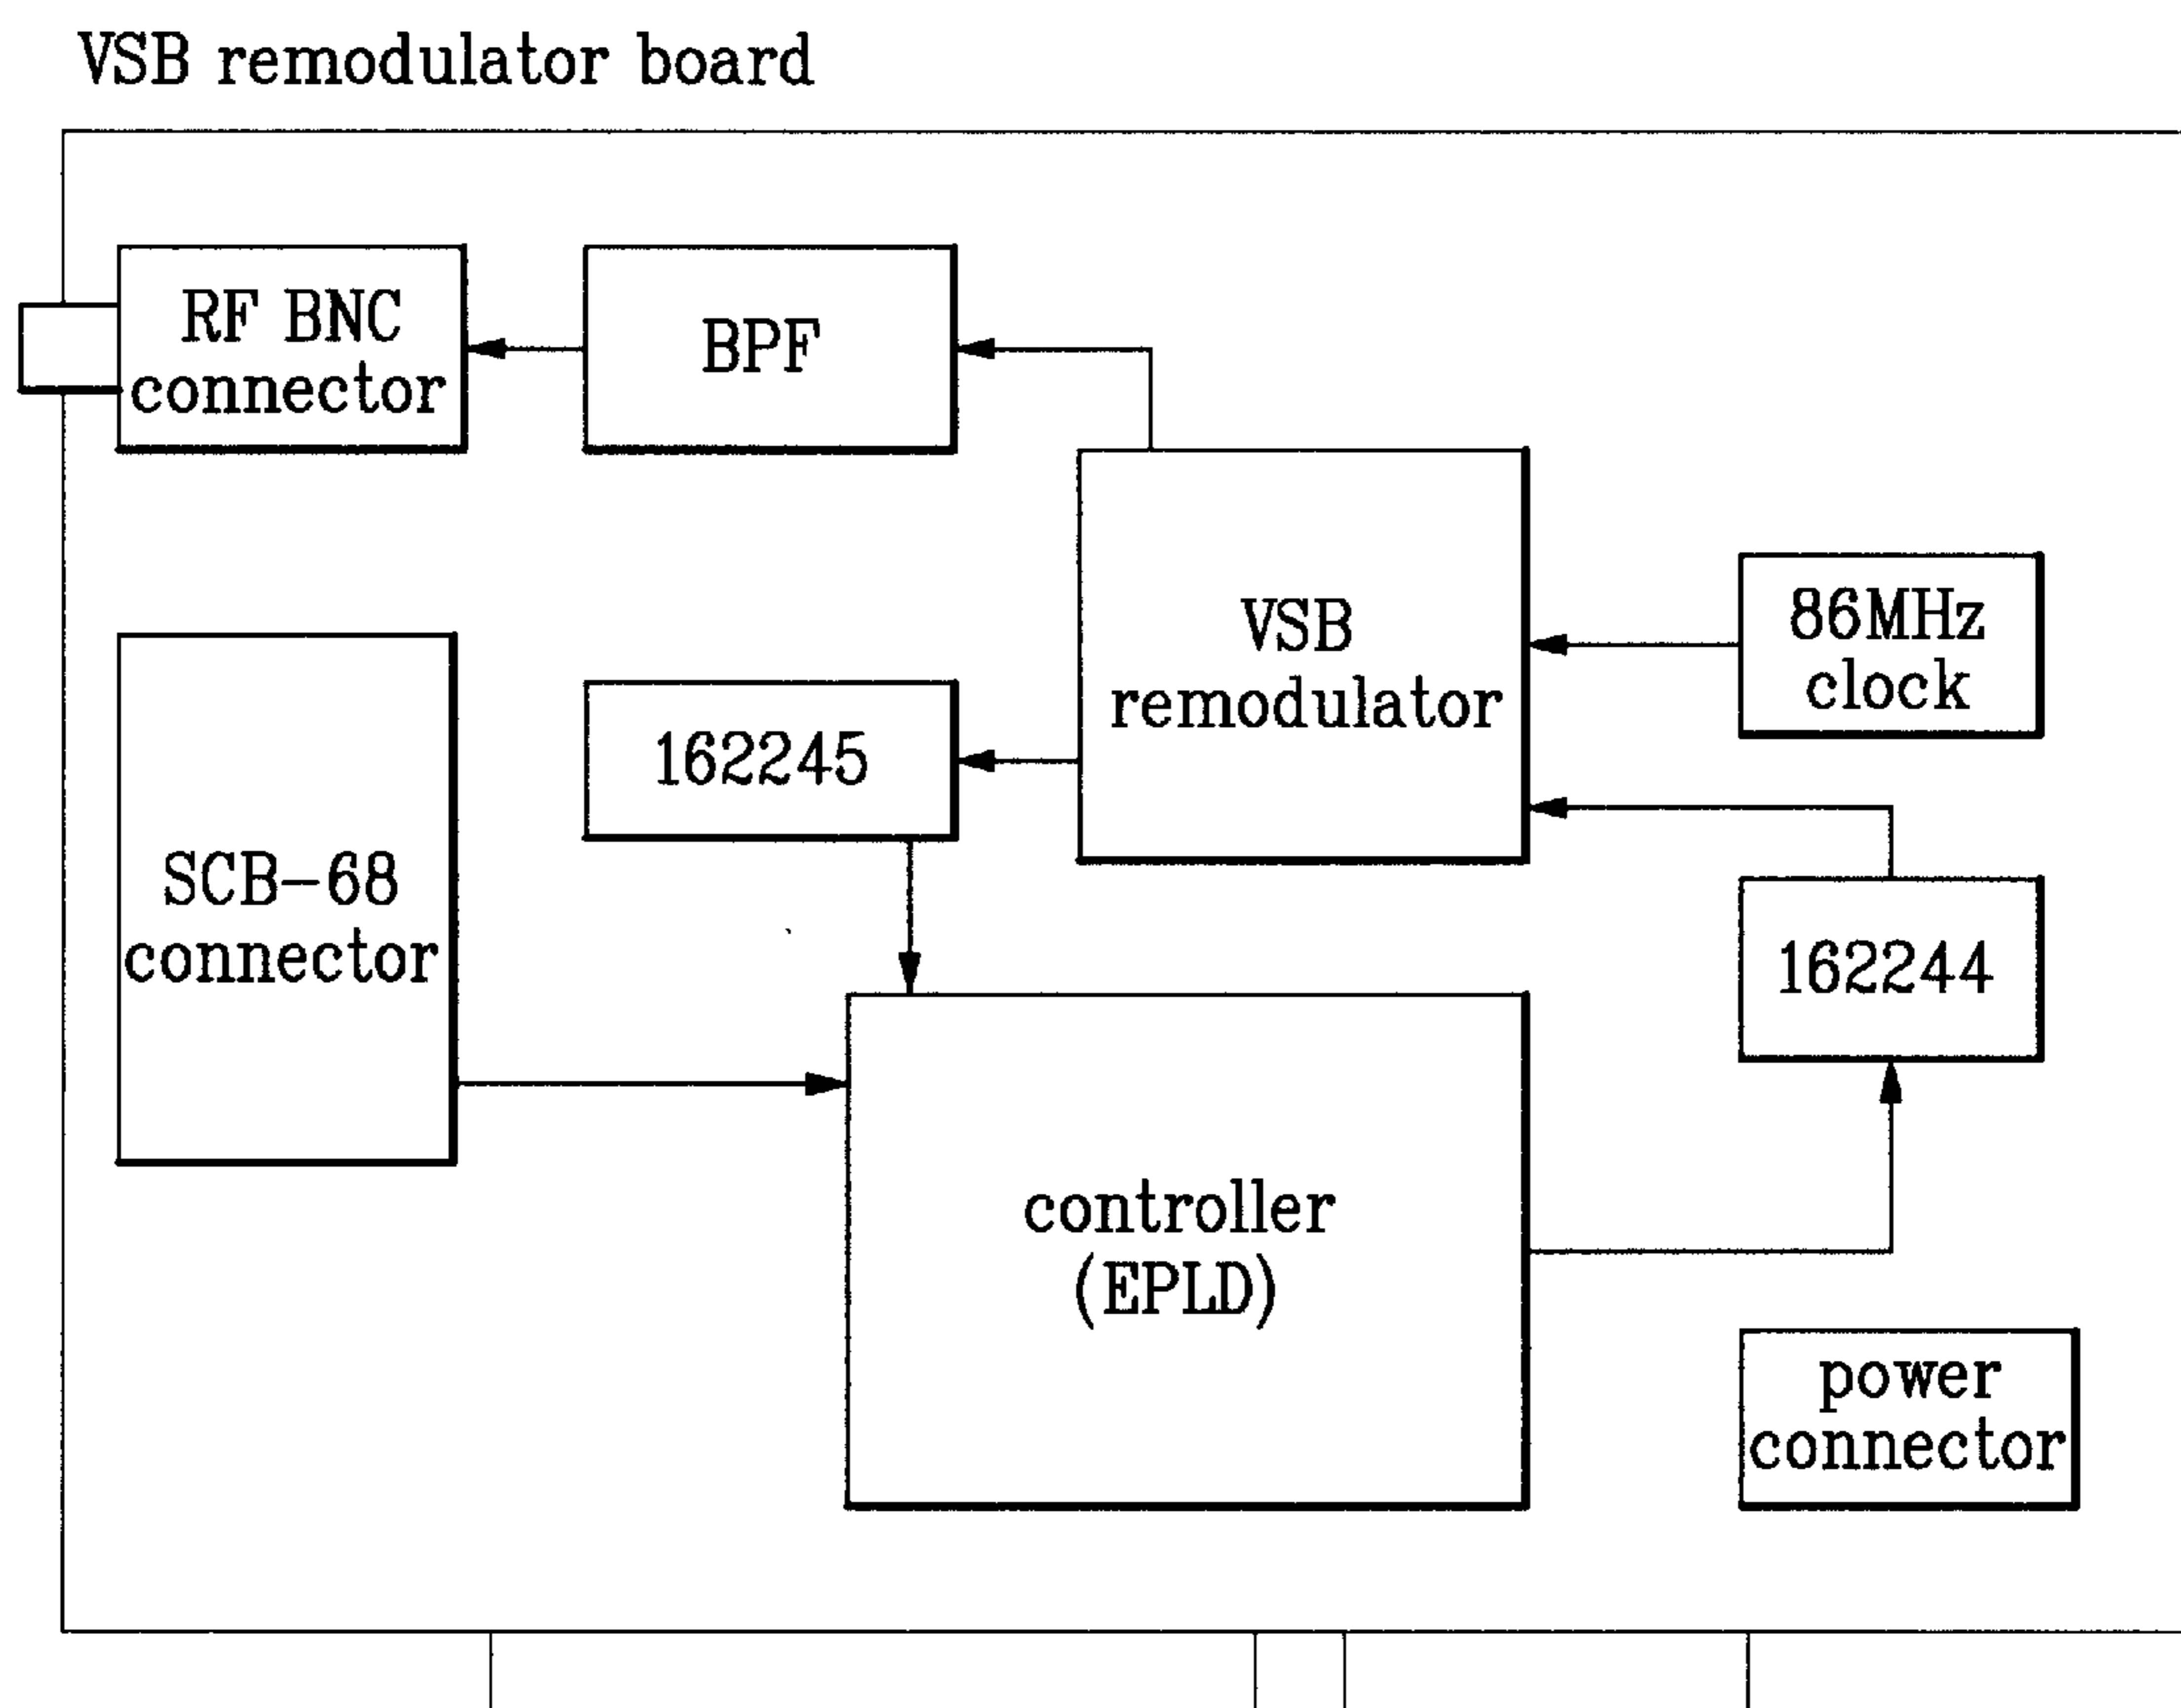 VSB remodulator board
RF BNC
connector
BPF
VSB
remodulator
86MHz
clock
162245
SCB-68
connector
162244
controller
(EPLD)
power
connector